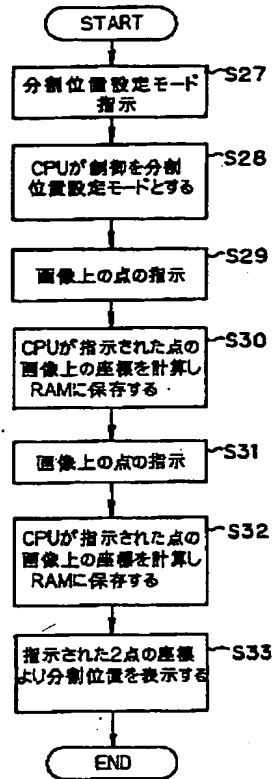 START
分割位置設定モード S27
指示
S28
CPUが制御を分割
位置設定モードとする
画像上の点の指示 S29
S30
CPUが指示された点の
画像上の座標を計算し
RAMに保存する
画像上の点の指示 S31
S32
CPUが指示された点の
画像上の座標を計算し
RAMに保存する
S33
指示された2点の座標
より分割位置を表示する
END